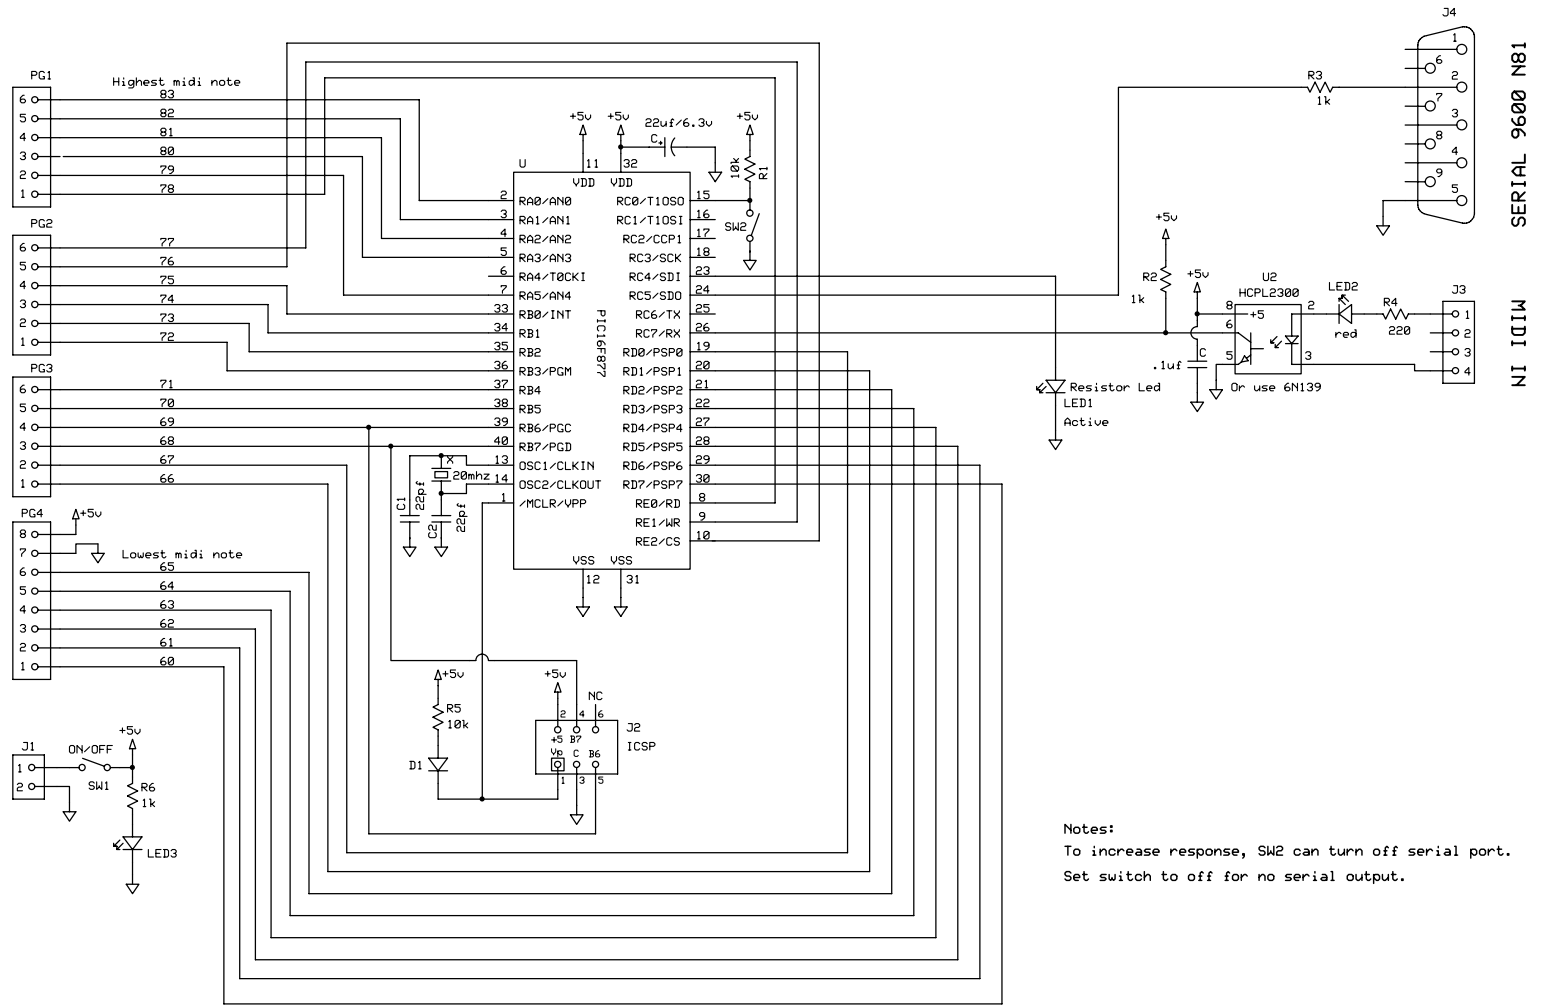 J4
SERIAL 9600 N81
1
6
2
7
3
8
4
9
5
R3
1k
PG1
Highest midi note
6 83
5 82
4 81
3 80
2 79
1 78
PG2
6 77
5 76
4 75
3 74
2 73
1 72
PG3
6 71
5 70
4 69
3 68
2 67
1 66
PG4
+5v
8
7
Lowest midi note
6 65
5 64
4 63
3 62
2 61
1 60
+5v
+5v
22uf/6.3v
C
+
+5v
10k
R1
SW2
U
11
32
VDD
VDD
PIC16F877
2 RA0/AN0
3 RA1/AN1
4 RA2/AN2
5 RA3/AN3
6 RA4/T0CKI
7 RA5/AN4
33 RB0/INT
34 RB1
35 RB2
36 RB3/PGM
37 RB4
38 RB5
39 RB6/PGC
40 RB7/PGD
13 OSC1/CLKIN
14 OSC2/CLKOUT
1 /MCLR/VPP
RC0/T1OSO 15
RC1/T1OSI 16
RC2/CCP1 17
RC3/SCK 18
RC4/SDI 23
RC5/SDO 24
RC6/TX 25
RC7/RX 26
RD0/PSP0 19
RD1/PSP1 20
RD2/PSP2 21
RD3/PSP3 22
RD4/PSP4 27
RD5/PSP5 28
RD6/PSP6 29
RD7/PSP7 30
RE0/RD 8
RE1/WR 9
RE2/CS 10
VSS
VSS
12
31
X
20mhz
C1
22pf
C2
22pf
+5v
R2
1k
+5v
C
.1uf
U2
HCPL2300
8
+5
6
5
2
3
Or use 6N139
LED2
red
R4
220
J3
1
2
3
4
MIDI IN
Resistor Led
LED1
Active
+5v
R5
10k
D1
+5v
NC
2
4
6
+5 B7
Vp C B6
1
3
5
J2
ICSP
J1
1
2
ON/OFF
SW1
+5v
R6
1k
LED3
Notes:
To increase response, SW2 can turn off serial port.
Set switch to off for no serial output.